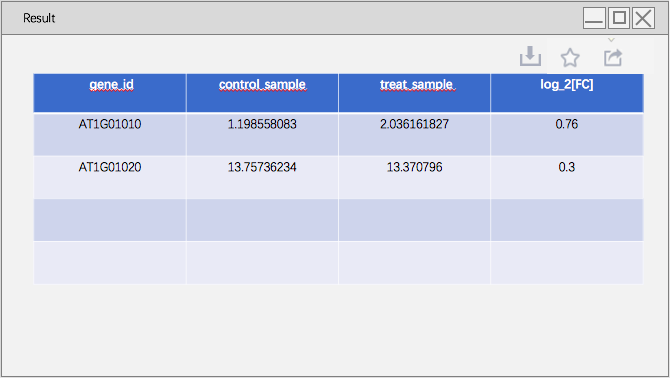 Result
gene_id control_sample treat_sample log_2[FC]
AT1G01010 1.198558083 2.036161827 0.76
AT1G01020 13.75736234 13.370796 0.3